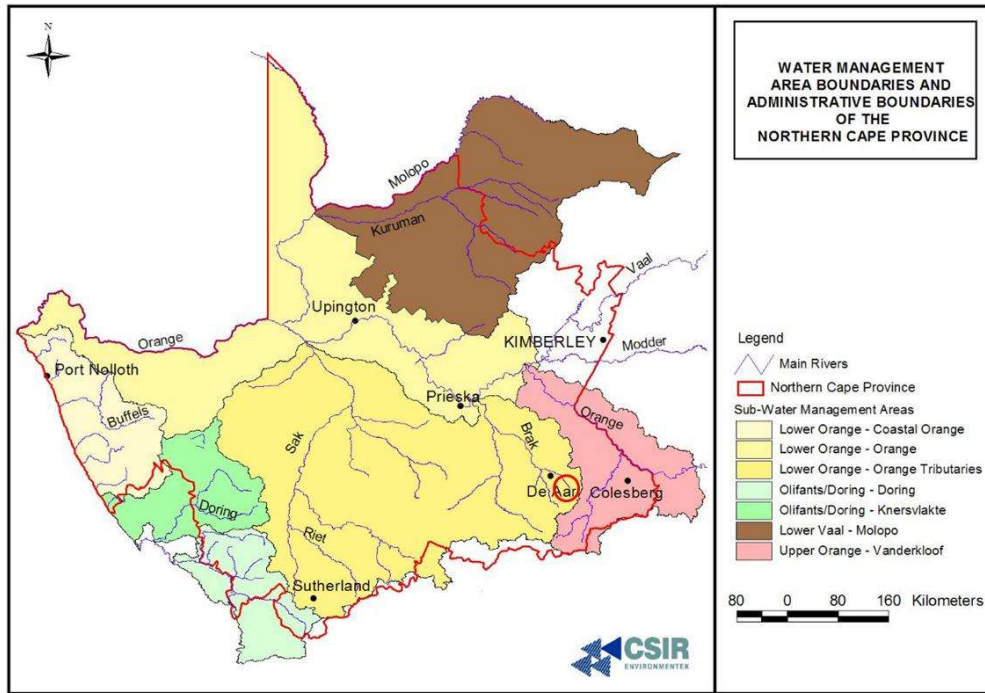 N
WATER MANAGEMENT
AREA BOUNDARIES AND
ADMINISTRATIVE BOUNDARIES
OF THE
NORTHERN CAPE PROVINCE
Molopo
Kuruman
Vaal
Upington
Orange
KIMBERLEY
Modder
Port Nolloth
Prieska
Buffels
Orange
Sak
Brak
De Aar
Colesberg
Doring
Riet
Sutherland
Legend
Main Rivers
Northern Cape Province
Sub-Water Management Areas
Lower Orange - Coastal Orange
Lower Orange - Orange
Lower Orange - Orange Tributaries
Olifants/Doring - Doring
Olifants/Doring - Knersvlakte
Lower Vaal - Molopo
Upper Orange - Vanderkloof
80 0 80 160 Kilometers
CSIR
ENVIRONMENTEK